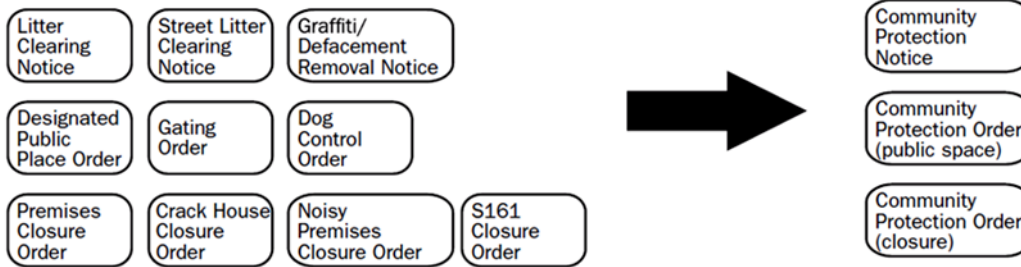 Litter
Clearing
Notice
Street Litter
Clearing
Notice
Graffiti/
Defacement
Removal Notice
Community
Protection
Notice
Designated
Public
Place Order
Gating
Order
Dog
Control
Order
Community
Protection Order
(public space)
Premises
Closure
Order
Crack House
Closure
Order
Noisy
Premises
Closure Order
S161
Closure
Order
Community
Protection Order
(closure)